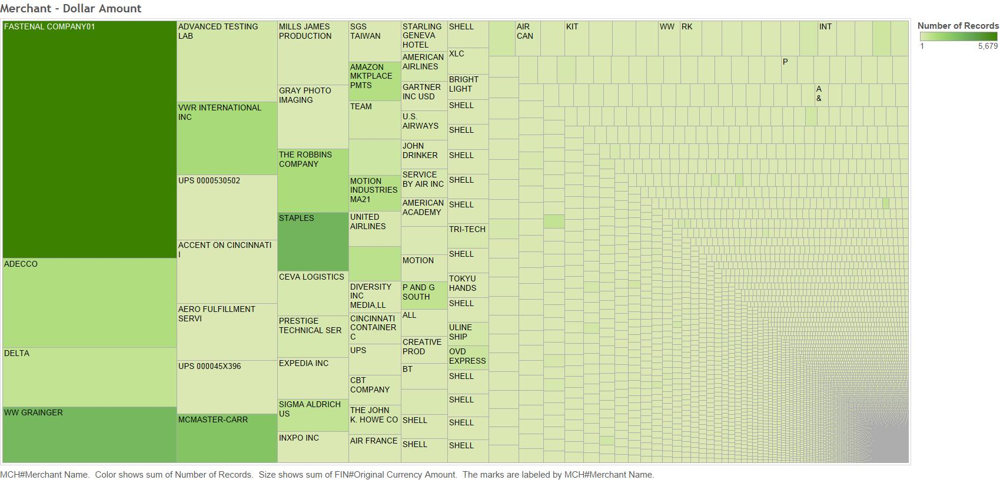 Merchant - Dollar Amount
FASTENAL COMPANY01
ADECCO
DELTA
WW GRAINGER
ADVANCED TESTING
LAB
VWR INTERNATIONAL
INC
UPS 0000530502
ACCENT ON CINCINNATI
I
AERO FULFILLMENT
SERVI
UPS 000045X396
MCMASTER-CARR
MILLS JAMES
PRODUCTION
GRAY PHOTO
IMAGING
THE ROBBINS
COMPANY
STAPLES
CEVA LOGISTICS
PRESTIGE
TECHNICAL SER
EXPEDIA INC
SIGMA ALDRICH
US
INXPO INC
SGS
TAIWAN
AMAZON
MKTPLACE
PMTS
TEAM
MOTION
INDUSTRIES
MA21
UNITED
AIRLINES
DIVERSITY
INC
MEDIA,LL
CINCINNATI
CONTAINER
C
UPS
CBT
COMPANY
THE JOHN
K. HOWE CO
AIR FRANCE
STARLING
GENEVA
HOTEL
AMERICAN
AIRLINES
GARTNER
INC USD
U.S.
AIRWAYS
JOHN
DRINKER
SERVICE
BY AIR INC
AMERICAN
ACADEMY
MOTION
P AND G
SOUTH
ALL
CREATIVE
PROD
BT
SHELL
SHELL
SHELL
XLC
BRIGHT
LIGHT
SHELL
SHELL
SHELL
SHELL
SHELL
TRI-TECH
SHELL
TOKYU
HANDS
SHELL
ULINE
SHIP
OVD
EXPRESS
SHELL
SHELL
SHELL
SHELL
AIR
CAN
KIT
WW
RK
INT
P
A
&
Number of Records
1
5,679
MCH#Merchant Name. Color shows sum of Number of Records. Size shows sum of FIN#Original Currency Amount. The marks are labeled by MCH#Merchant Name.